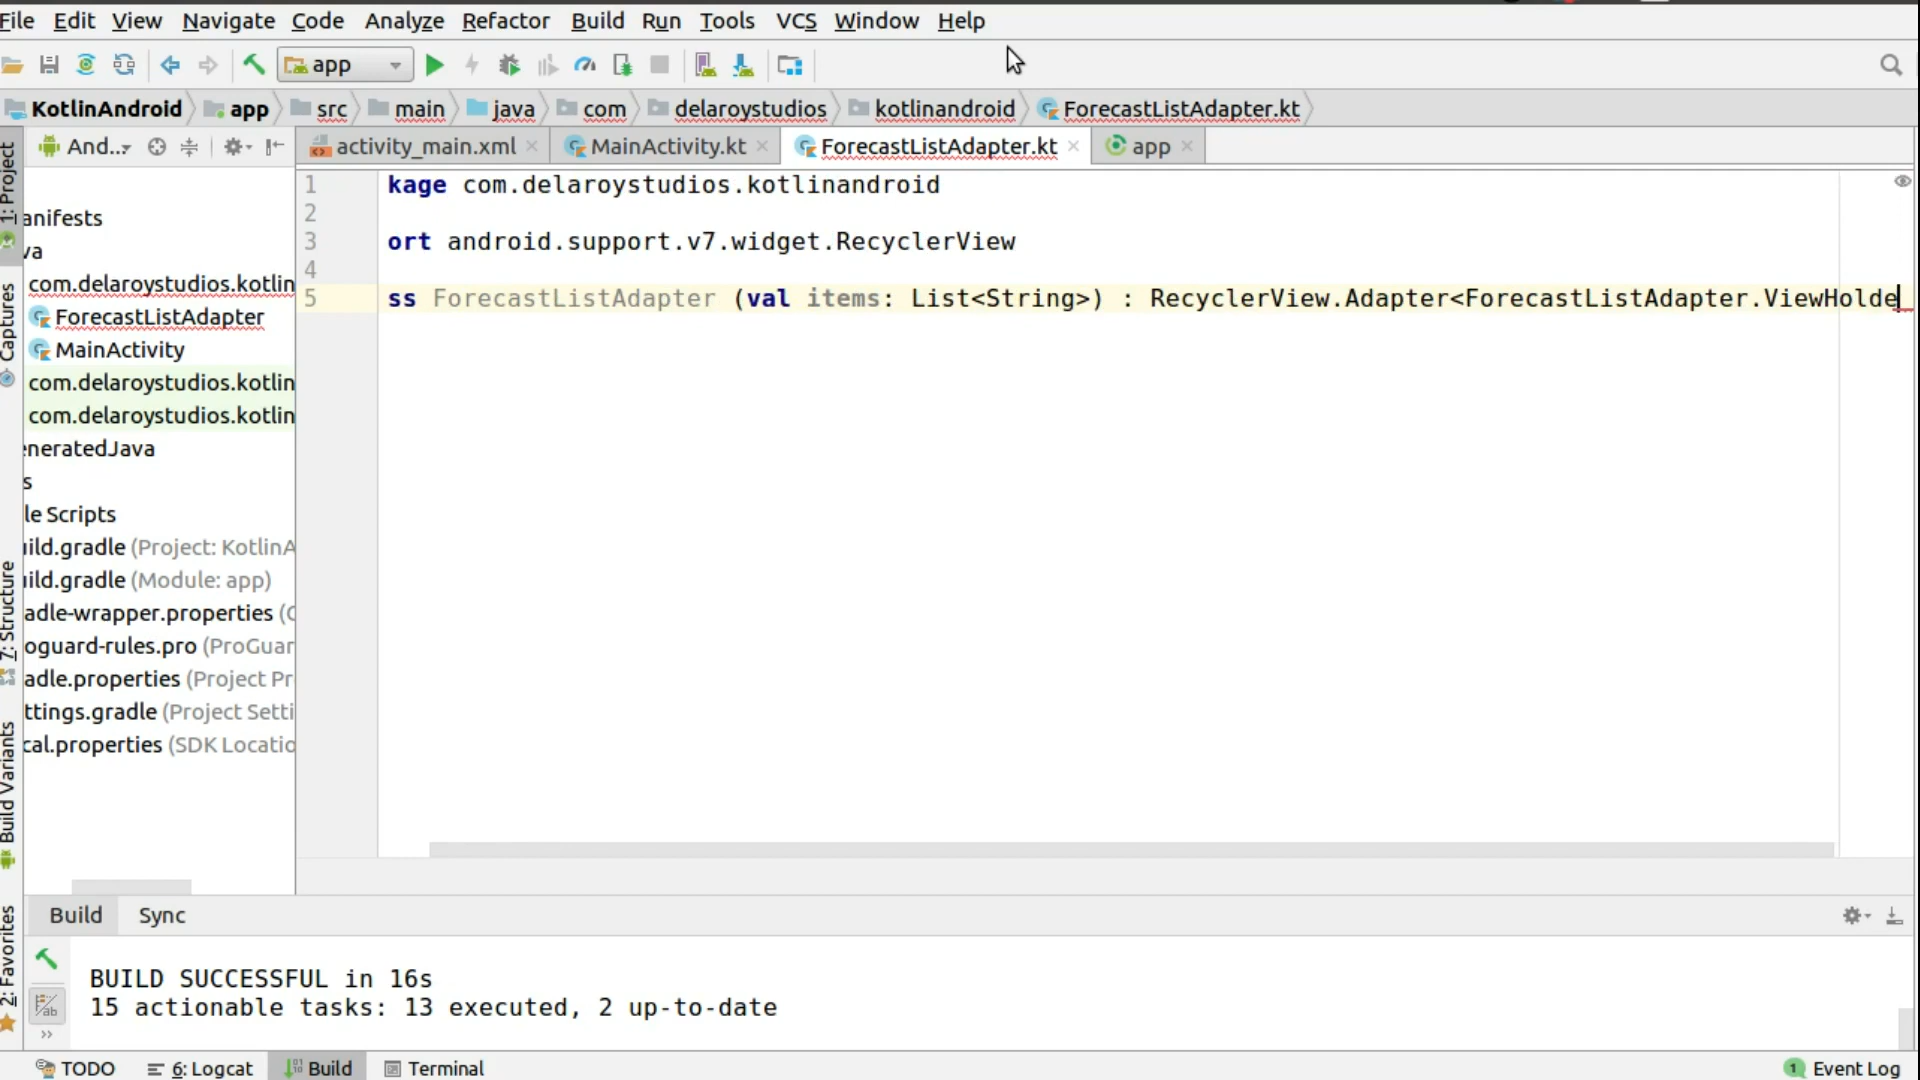 File Edit View Navigate Code Analyze Refactor Build Run Tools VCS Window Help
app
KotlinAndroid app src main java com delaroystudios kotlinandroid ForecastListAdapter.kt
And... activity_main.xml MainActivity.kt ForecastListAdapter.kt app
1: Project
Captures
7: Structure
Build Variants
2: Favorites
anifests
va
com.delaroystudios.kotlin
ForecastListAdapter
MainActivity
com.delaroystudios.kotlin
com.delaroystudios.kotlin
eneratedJava
s
le Scripts
ild.gradle (Project: KotlinA
ild.gradle (Module: app)
adle-wrapper.properties (G
oguard-rules.pro (ProGuar
adle.properties (Project Pr
ttings.gradle (Project Setti
cal.properties (SDK Locatio
1 kage com.delaroystudios.kotlinandroid
2
3 ort android.support.v7.widget.RecyclerView
4
5 ss ForecastListAdapter (val items: List<String>) : RecyclerView.Adapter<ForecastListAdapter.ViewHolde
Build Sync
BUILD SUCCESSFUL in 16s
15 actionable tasks: 13 executed, 2 up-to-date
TODO 6: Logcat Build Terminal 1 Event Log